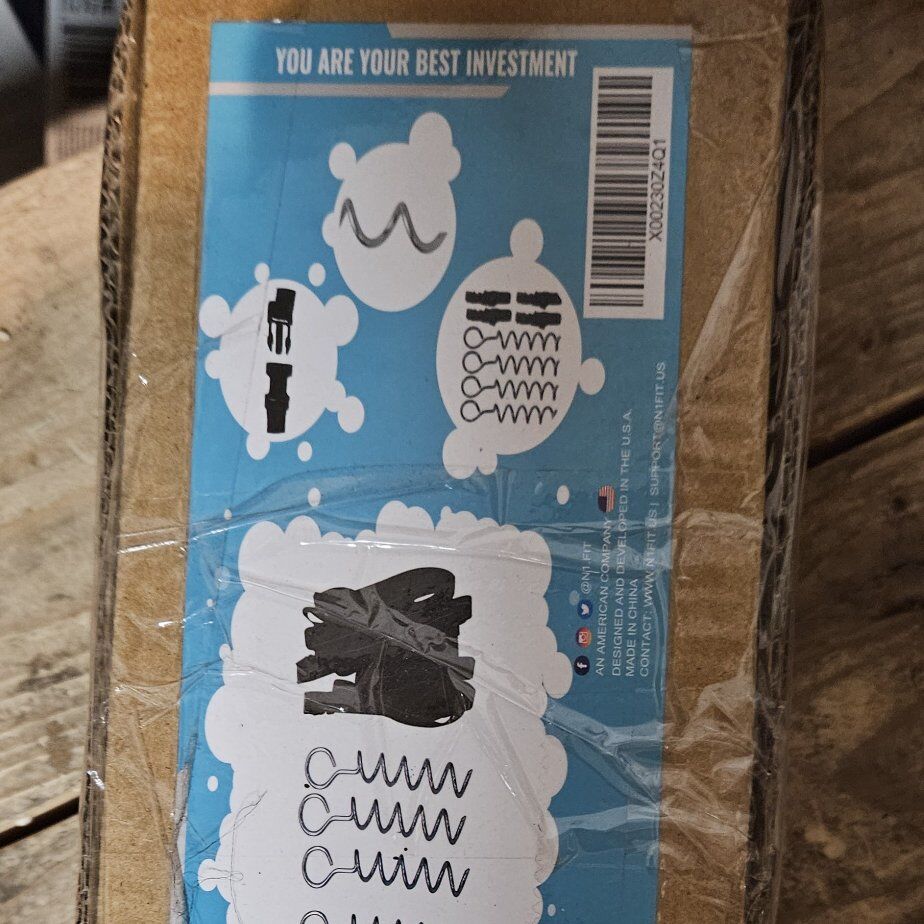 YOU ARE YOUR BEST INVESTMENT
X00230Z4Q1
@N1.FIT
AN AMERICAN COMPANY
DESIGNED AND DEVELOPED IN THE U.S.A.
MADE IN CHINA
CONTACT: WWW.N1FIT.US SUPPORT@N1FIT.US